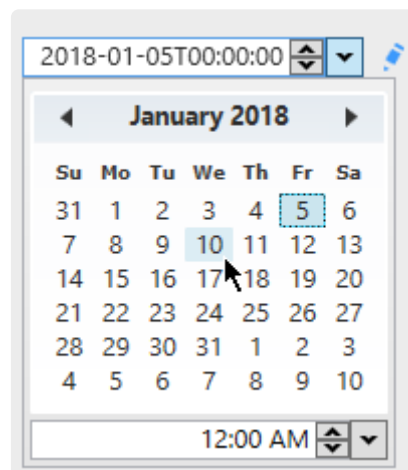 2018-01-05T00:00:00
January 2018
Su Mo Tu We Th Fr Sa
31 1 2 3 4 5 6
7 8 9 10 11 12 13
14 15 16 17 18 19 20
21 22 23 24 25 26 27
28 29 30 31 1 2 3
4 5 6 7 8 9 10
12:00 AM